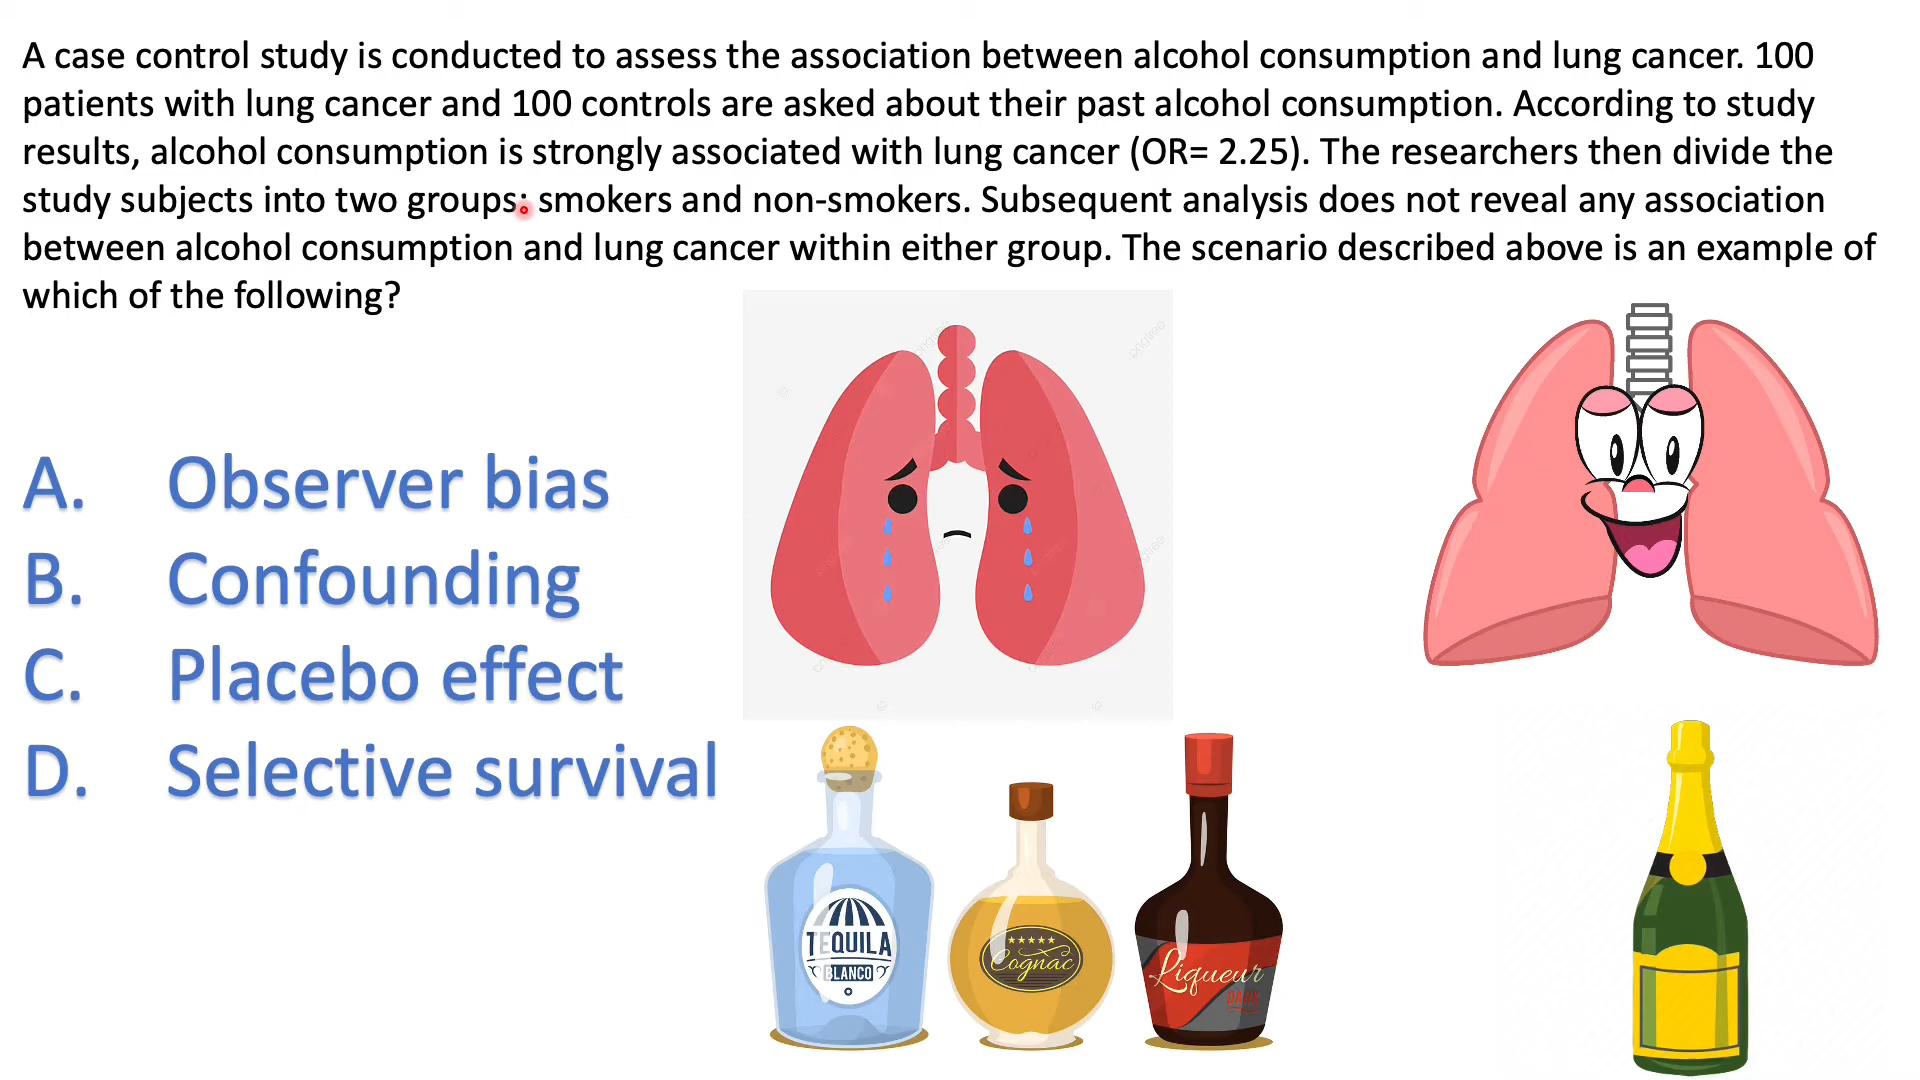 A case control study is conducted to assess the association between alcohol consumption and lung cancer. 100
patients with lung cancer and 100 controls are asked about their past alcohol consumption. According to study
results, alcohol consumption is strongly associated with lung cancer (OR= 2.25). The researchers then divide the
study subjects into two groups: smokers and non-smokers. Subsequent analysis does not reveal any association
between alcohol consumption and lung cancer within either group. The scenario described above is an example of
which of the following?
A. Observer bias
B. Confounding
C. Placebo effect
D. Selective survival
pngtree
TEQUILA
BLANCO
Cognac
Liqueur
DARK